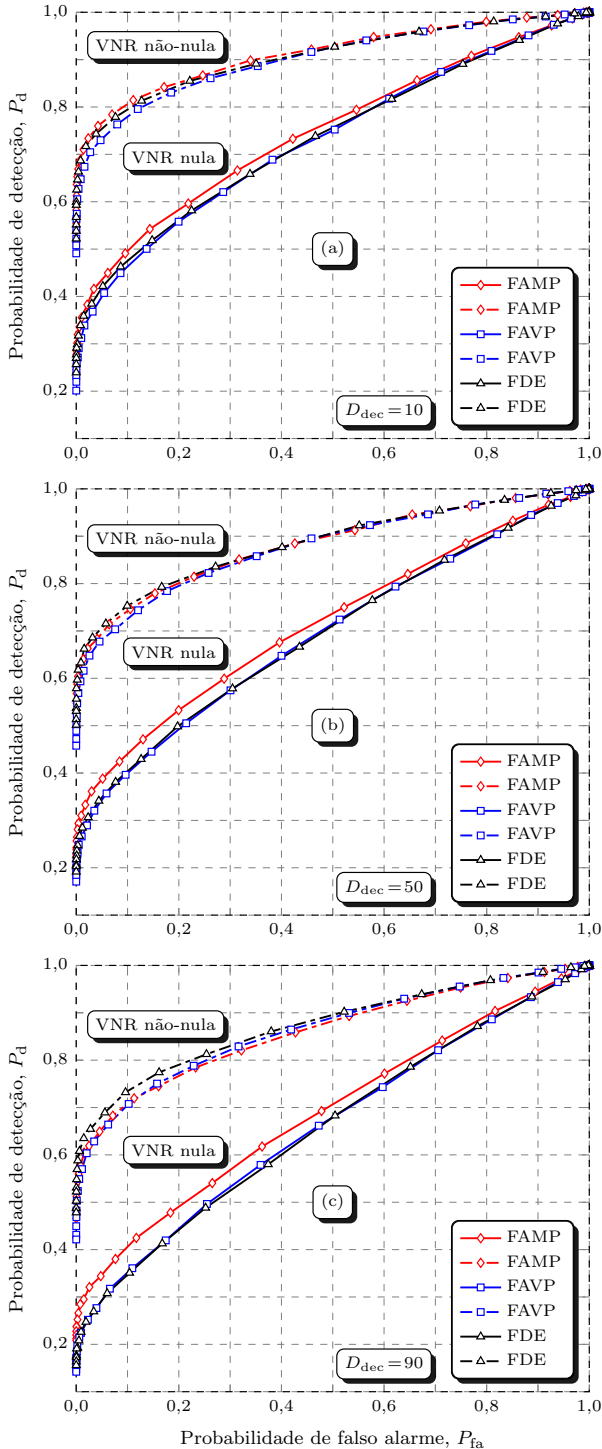 1,0
0,8
0,6
0,4
0,2
Probabilidade de detecção, P_d
VNR não-nula
VNR nula
(a)
FAMP
FAMP
FAVP
FAVP
FDE
FDE
D_dec = 10
0,0
0,2
0,4
0,6
0,8
1,0
1,0
0,8
0,6
0,4
0,2
Probabilidade de detecção, P_d
VNR não-nula
VNR nula
(b)
FAMP
FAMP
FAVP
FAVP
FDE
FDE
D_dec = 50
0,0
0,2
0,4
0,6
0,8
1,0
1,0
0,8
0,6
0,4
0,2
Probabilidade de detecção, P_d
VNR não-nula
VNR nula
(c)
FAMP
FAMP
FAVP
FAVP
FDE
FDE
D_dec = 90
0,0
0,2
0,4
0,6
0,8
1,0
Probabilidade de falso alarme, P_fa